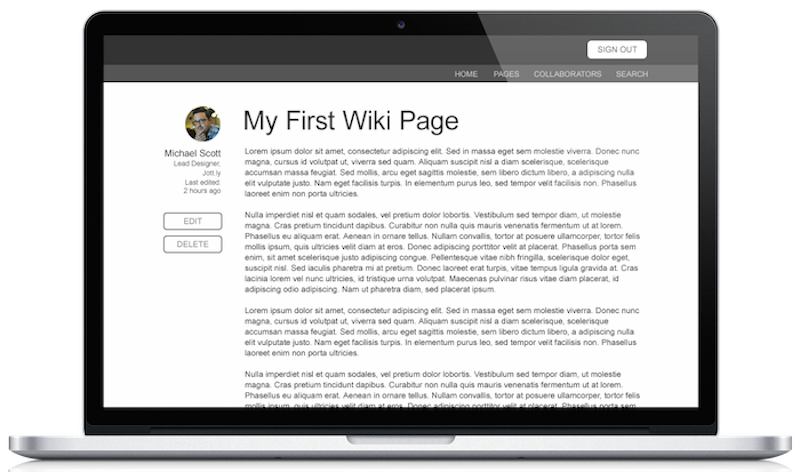 SIGN OUT
HOME PAGES COLLABORATORS SEARCH
My First Wiki Page
Michael Scott
Lead Designer,
Jott.ly
Last edited:
2 hours ago
EDIT
DELETE
Lorem ipsum dolor sit amet, consectetur adipiscing elit. Sed in massa eget sem molestie viverra. Donec nunc
magna, cursus id volutpat ut, viverra sed quam. Aliquam suscipit nisl a diam scelerisque, scelerisque
accumsan massa feugiat. Sed mollis, arcu eget sagittis molestie, sem libero dictum libero, a adipiscing nulla
elit vulputate justo. Nam eget facilisis turpis. In elementum purus leo, sed tempor velit facilisis non. Phasellus
laoreet enim non porta ultricies.
Nulla imperdiet nisl et quam sodales, vel pretium dolor lobortis. Vestibulum sed tempor diam, ut molestie
magna. Cras pretium tincidunt dapibus. Curabitur non nulla quis mauris venenatis fermentum ut at lorem.
Phasellus eu aliquam erat. Aenean in ornare tellus. Nullam convallis, tortor at posuere ullamcorper, tortor felis
mollis ipsum, quis ultricies velit diam at eros. Donec adipiscing porttitor velit at placerat. Phasellus porta sem
enim, sit amet scelerisque justo adipiscing congue. Pellentesque vitae nibh fringilla, scelerisque dolor eget,
suscipit nisl. Sed iaculis pharetra mi at pretium. Donec laoreet erat turpis, vitae tempus ligula gravida at. Cras
lacinia lorem vel nunc ultricies, id tristique urna volutpat. Maecenas pulvinar risus vitae diam placerat, id
adipiscing odio adipiscing. Nam ut pharetra diam, sed placerat ipsum.
Lorem ipsum dolor sit amet, consectetur adipiscing elit. Sed in massa eget sem molestie viverra. Donec nunc
magna, cursus id volutpat ut, viverra sed quam. Aliquam suscipit nisl a diam scelerisque, scelerisque
accumsan massa feugiat. Sed mollis, arcu eget sagittis molestie, sem libero dictum libero, a adipiscing nulla
elit vulputate justo. Nam eget facilisis turpis. In elementum purus leo, sed tempor velit facilisis non. Phasellus
laoreet enim non porta ultricies.
Nulla imperdiet nisl et quam sodales, vel pretium dolor lobortis. Vestibulum sed tempor diam, ut molestie
magna. Cras pretium tincidunt dapibus. Curabitur non nulla quis mauris venenatis fermentum ut at lorem.
Phasellus eu aliquam erat. Aenean in ornare tellus. Nullam convallis, tortor at posuere ullamcorper, tortor felis
mollis ipsum, quis ultricies velit diam at eros. Donec adipiscing porttitor velit at placerat. Phasellus porta sem